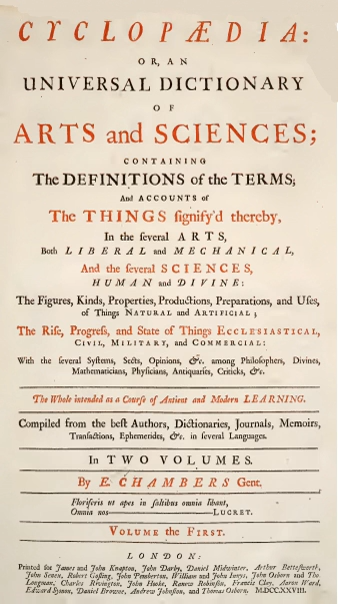 CYCLOPÆDIA:
OR, AN
UNIVERSAL DICTIONARY
OF
ARTS and SCIENCES;
CONTAINING
The DEFINITIONS of the TERMS,
And ACCOUNTS of
The THINGS ſignify'd thereby,
In the ſeveral ARTS,
Both LIBERAL and MECHANICAL,
And the ſeveral SCIENCES,
HUMAN and DIVINE:
The Figures, Kinds, Properties, Productions, Preparations, and Uſes,
of Things NATURAL and ARTIFICIAL;
The Riſe, Progreſs, and State of Things ECCLESIASTICAL,
CIVIL, MILITARY, and COMMERCIAL:
With the ſeveral Syſtems, Sects, Opinions, &c. among Philoſophers, Divines,
Mathematicians, Phyſicians, Antiquaries, Criticks, &c.
The Whole intended as a Courſe of Antient and Modern LEARNING.
Compiled from the beſt Authors, Dictionaries, Journals, Memoirs,
Tranſactions, Ephemerides, &c. in ſeveral Languages.
In TWO VOLUMES.
By E. CHAMBERS Gent.
Floriferis ut apes in ſaltibus omnia libant,
Omnia nos—— LUCRET.
VOLUME the FIRST.
LONDON:
Printed for James and John Knapton, John Darby, Daniel Midwinter, Arthur Betteſworth,
John Senex, Robert Goſling, John Pemberton, William and John Innys, John Osborn and Tho.
Longman, Charles Rivington, John Hooke, Ranew Robinſon, Francis Clay, Aaron Ward,
Edward Symon, Daniel Browne, Andrew Johnſon, and Thomas Osborn. M.DCC.XXVIII.